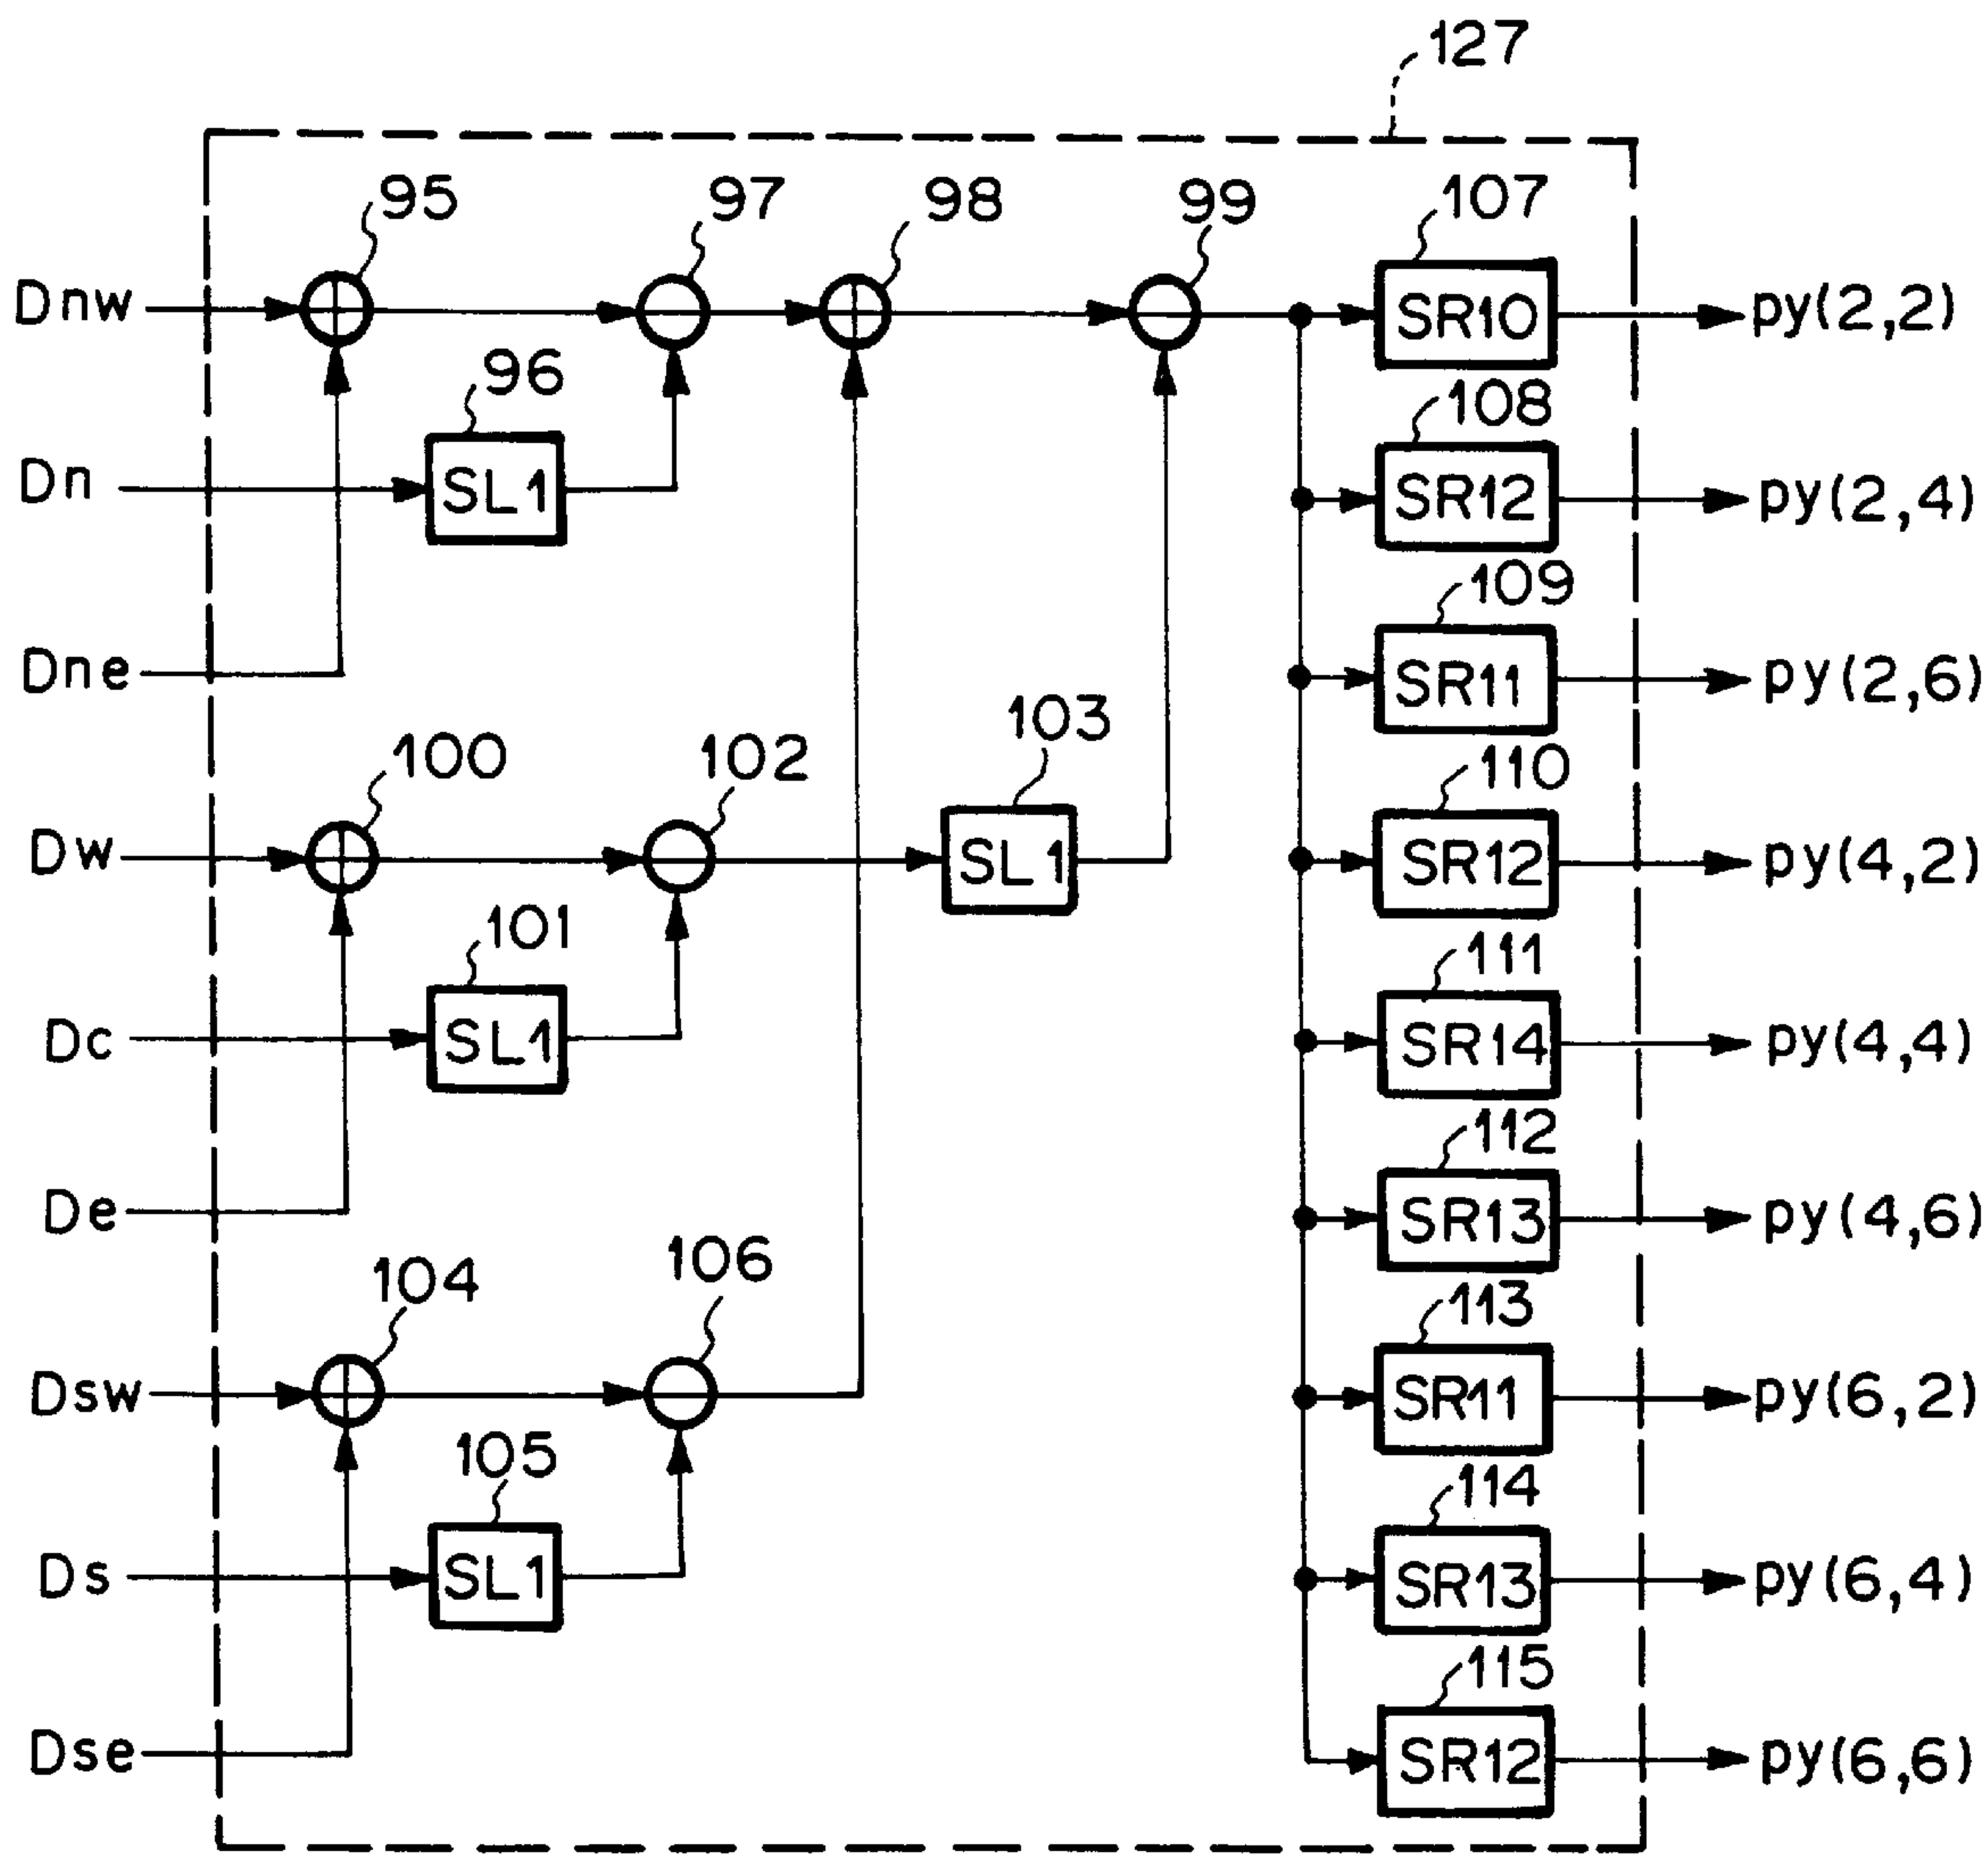 127
95
97
98
99
107
Dnw
SR10
py(2,2)
96
108
Dn
SL1
SR12
py(2,4)
109
Dne
SR11
py(2,6)
103
100
102
110
Dw
SL1
SR12
py(4,2)
101
111
Dc
SL1
SR14
py(4,4)
112
De
SR13
py(4,6)
104
106
113
Dsw
SR11
py(6,2)
105
114
Ds
SL1
SR13
py(6,4)
115
Dse
SR12
py(6,6)